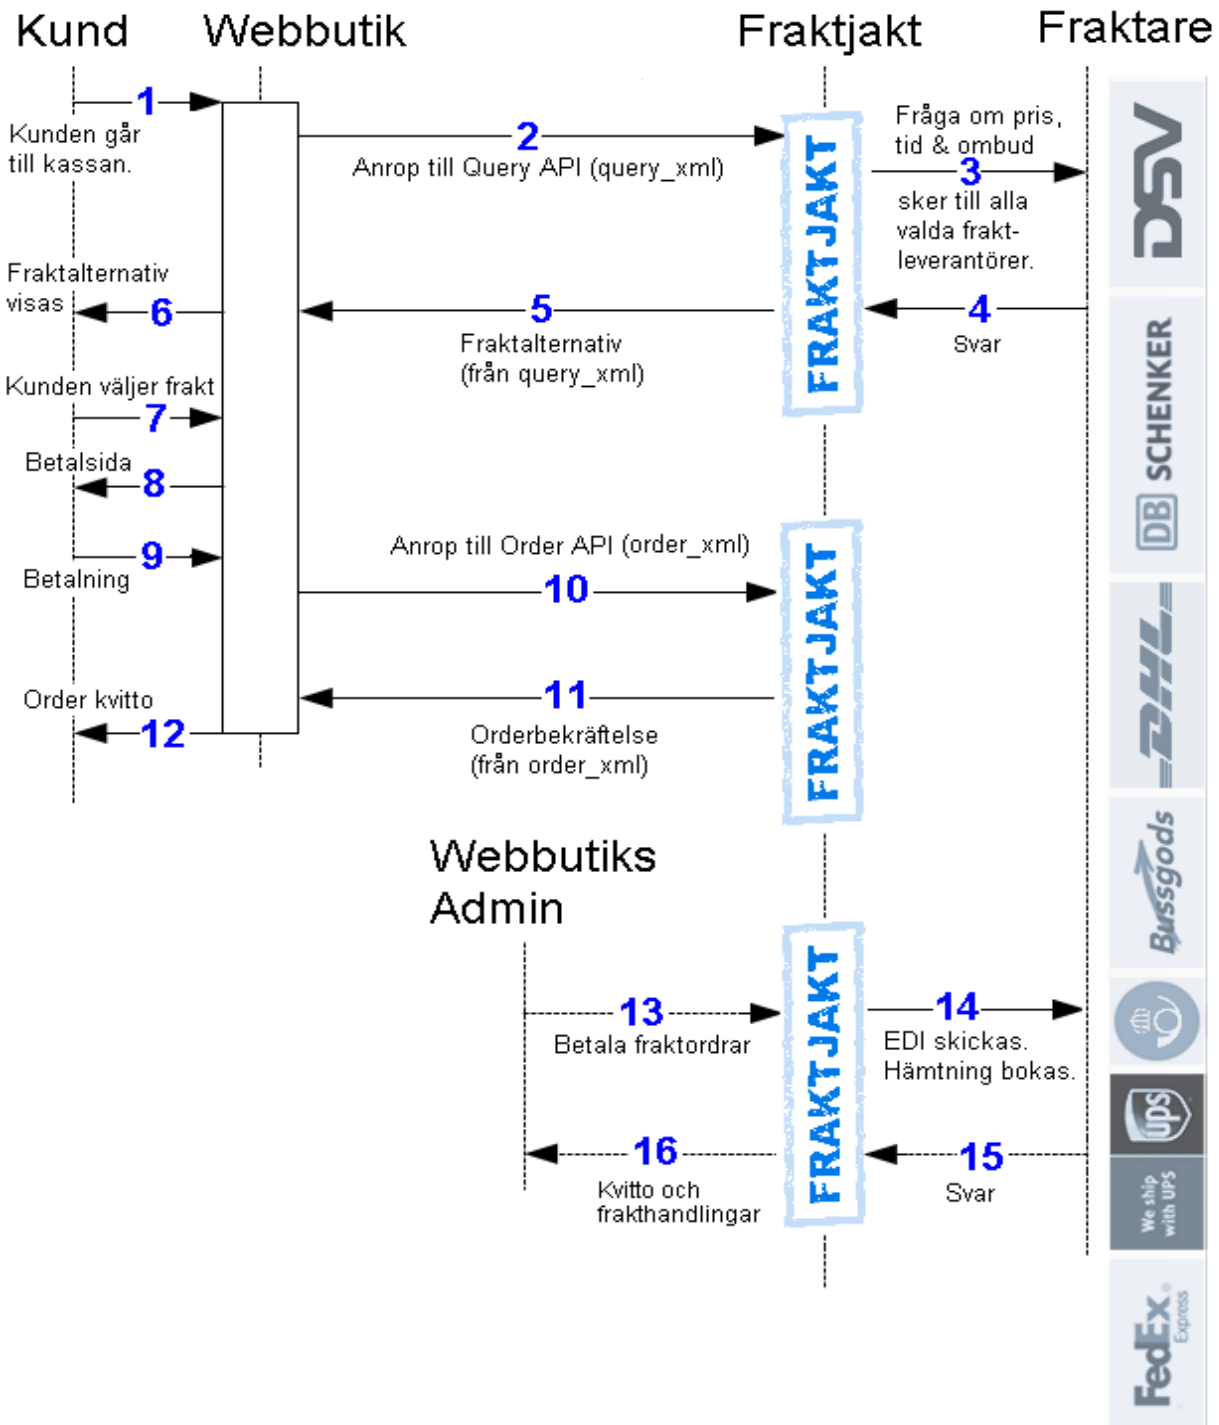 Kund
Webbutik
Fraktjakt
Fraktare
1
Kunden går
till kassan.
2
Anrop till Query API (query_xml)
FRAKTJAKT
Fråga om pris,
tid & ombud
3
sker till alla
valda frakt-
leverantörer.
4
Svar
5
Fraktalternativ
(från query_xml)
Fraktalternativ
visas
6
Kunden väljer frakt
7
Betalsida
8
9
Betalning
Anrop till Order API (order_xml)
10
FRAKTJAKT
11
Orderbekräftelse
(från order_xml)
Order kvitto
12
Webbutiks
Admin
13
Betala fraktordrar
FRAKTJAKT
14
EDI skickas.
Hämtning bokas.
15
Svar
16
Kvitto och
frakthandlingar
DSV
DB SCHENKER
DHL
Bussgods
ups
We ship
with UPS
FedEx
Express